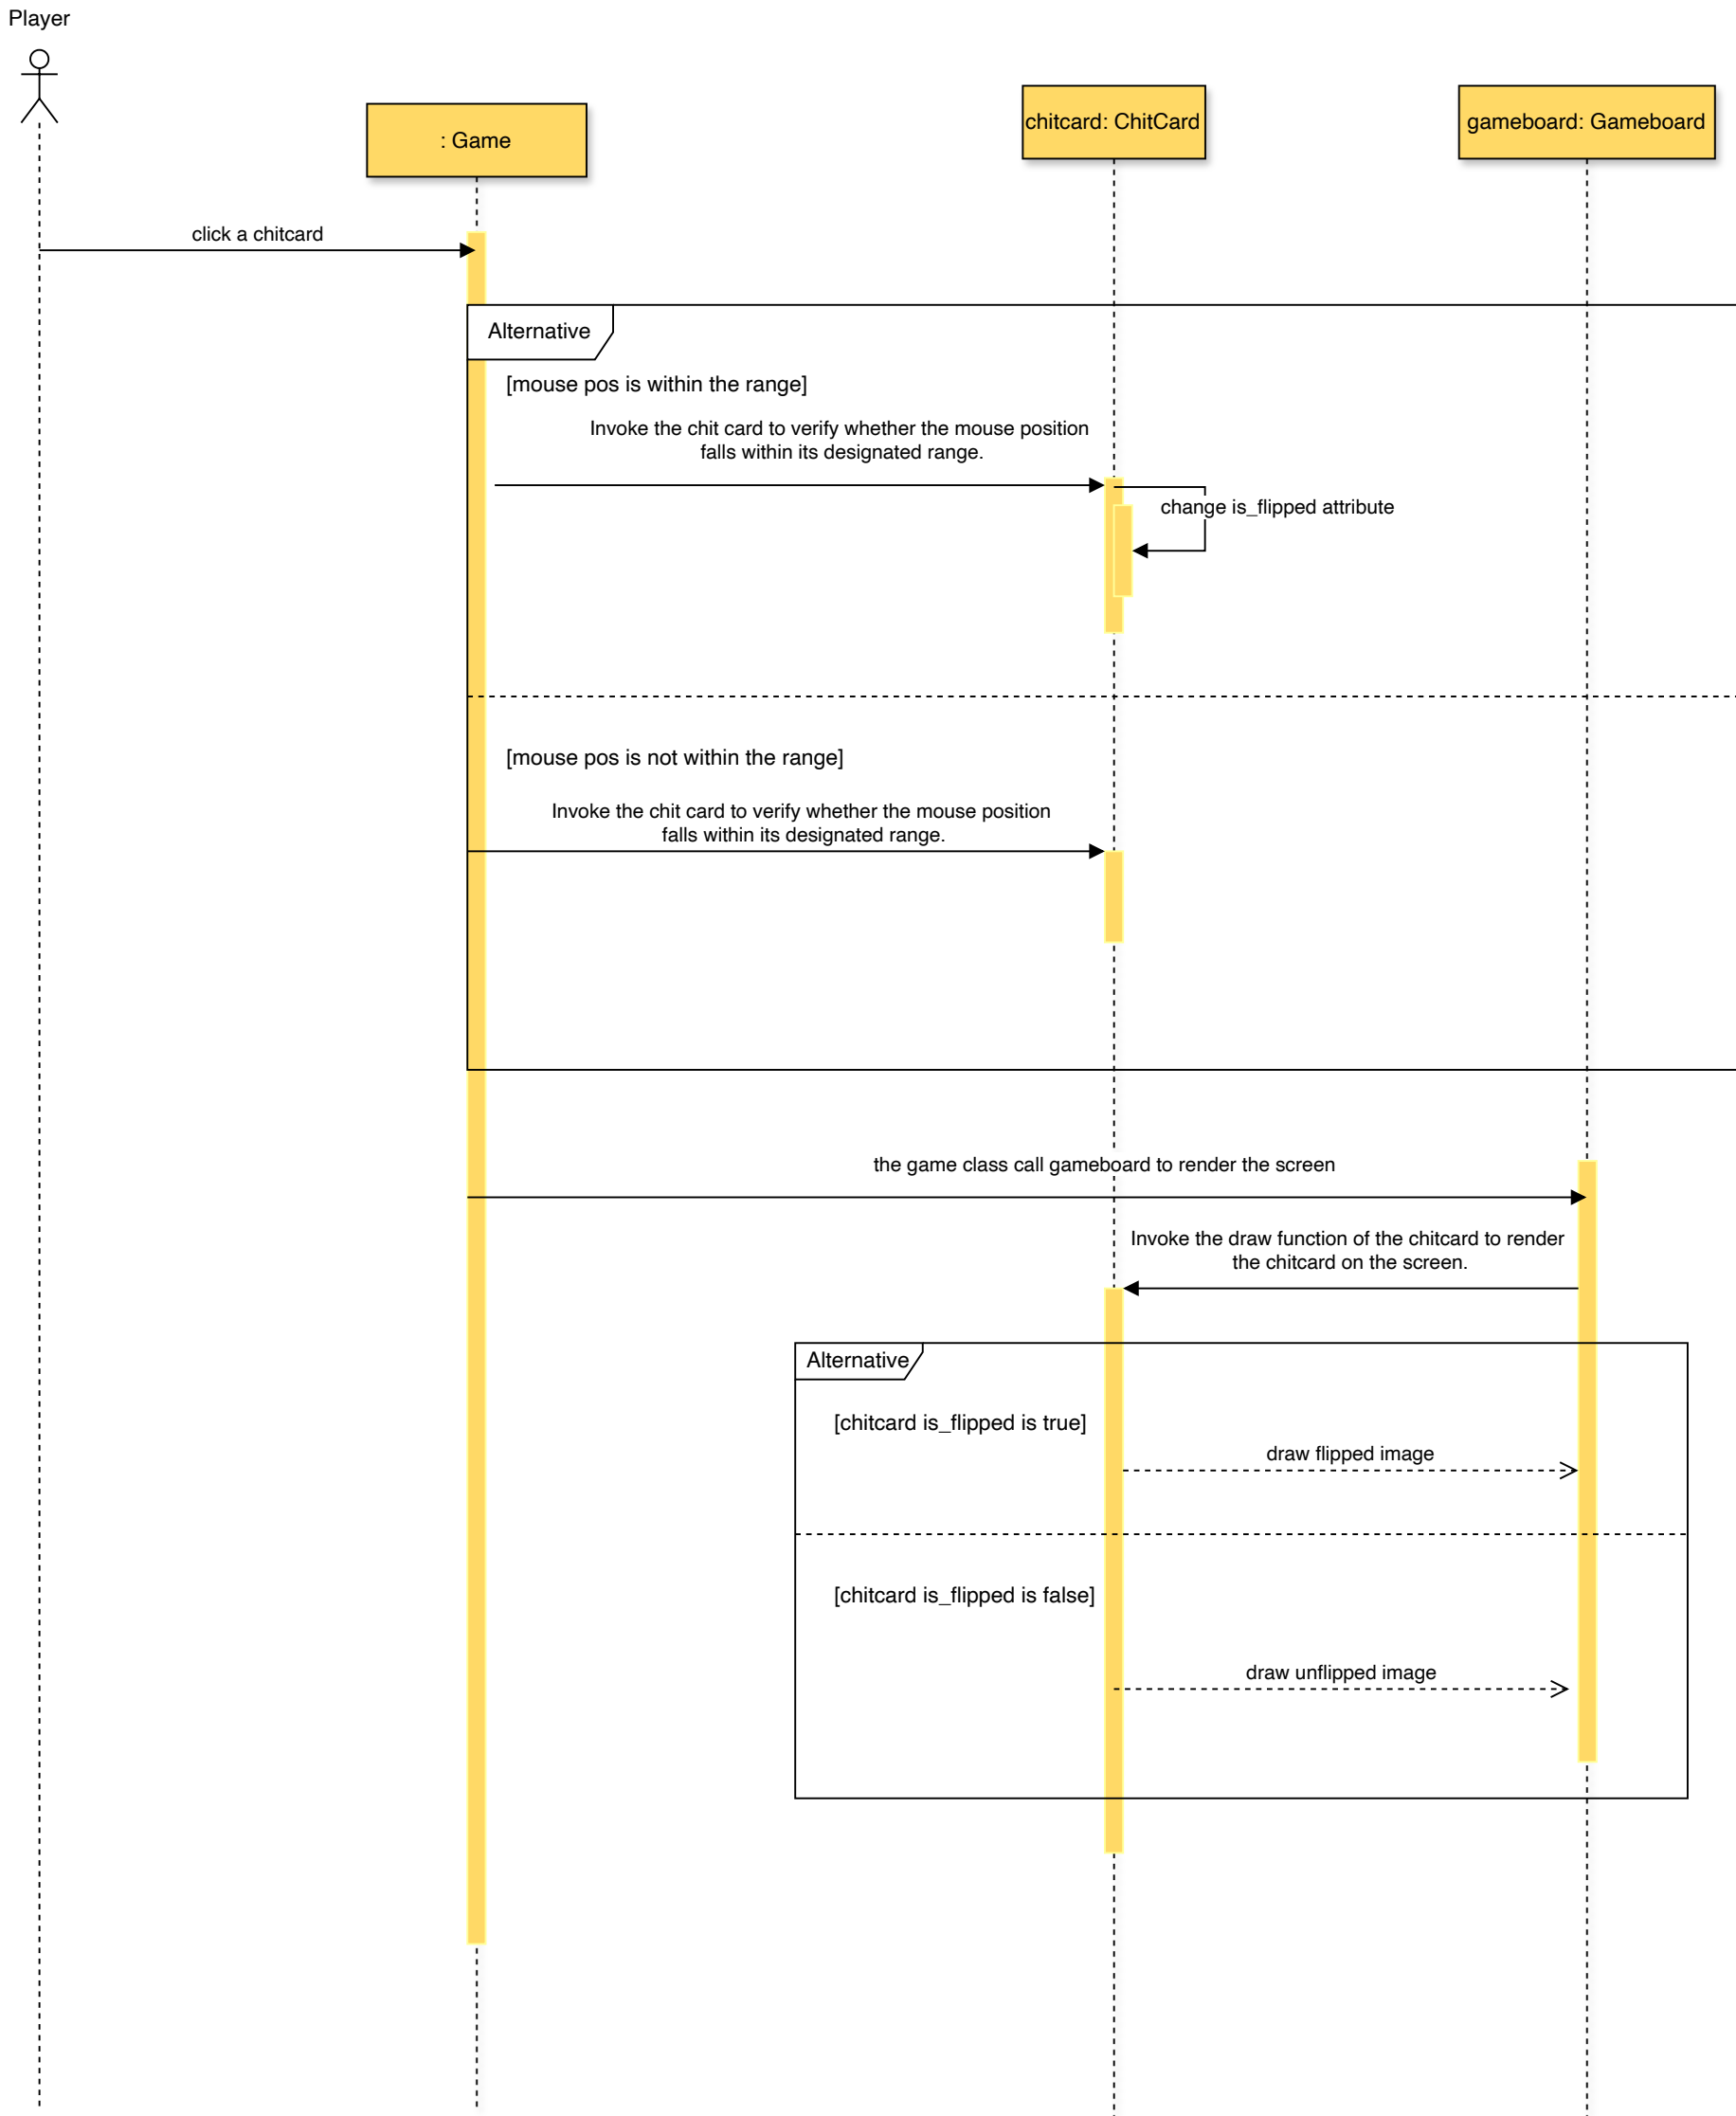 Player
: Game
chitcard: ChitCard
gameboard: Gameboard
click a chitcard
Alternative
[mouse pos is within the range]
Invoke the chit card to verify whether the mouse position
falls within its designated range.
change is_flipped attribute
[mouse pos is not within the range]
Invoke the chit card to verify whether the mouse position
falls within its designated range.
the game class call gameboard to render the screen
Invoke the draw function of the chitcard to render
the chitcard on the screen.
Alternative
[chitcard is_flipped is true]
draw flipped image
[chitcard is_flipped is false]
draw unflipped image